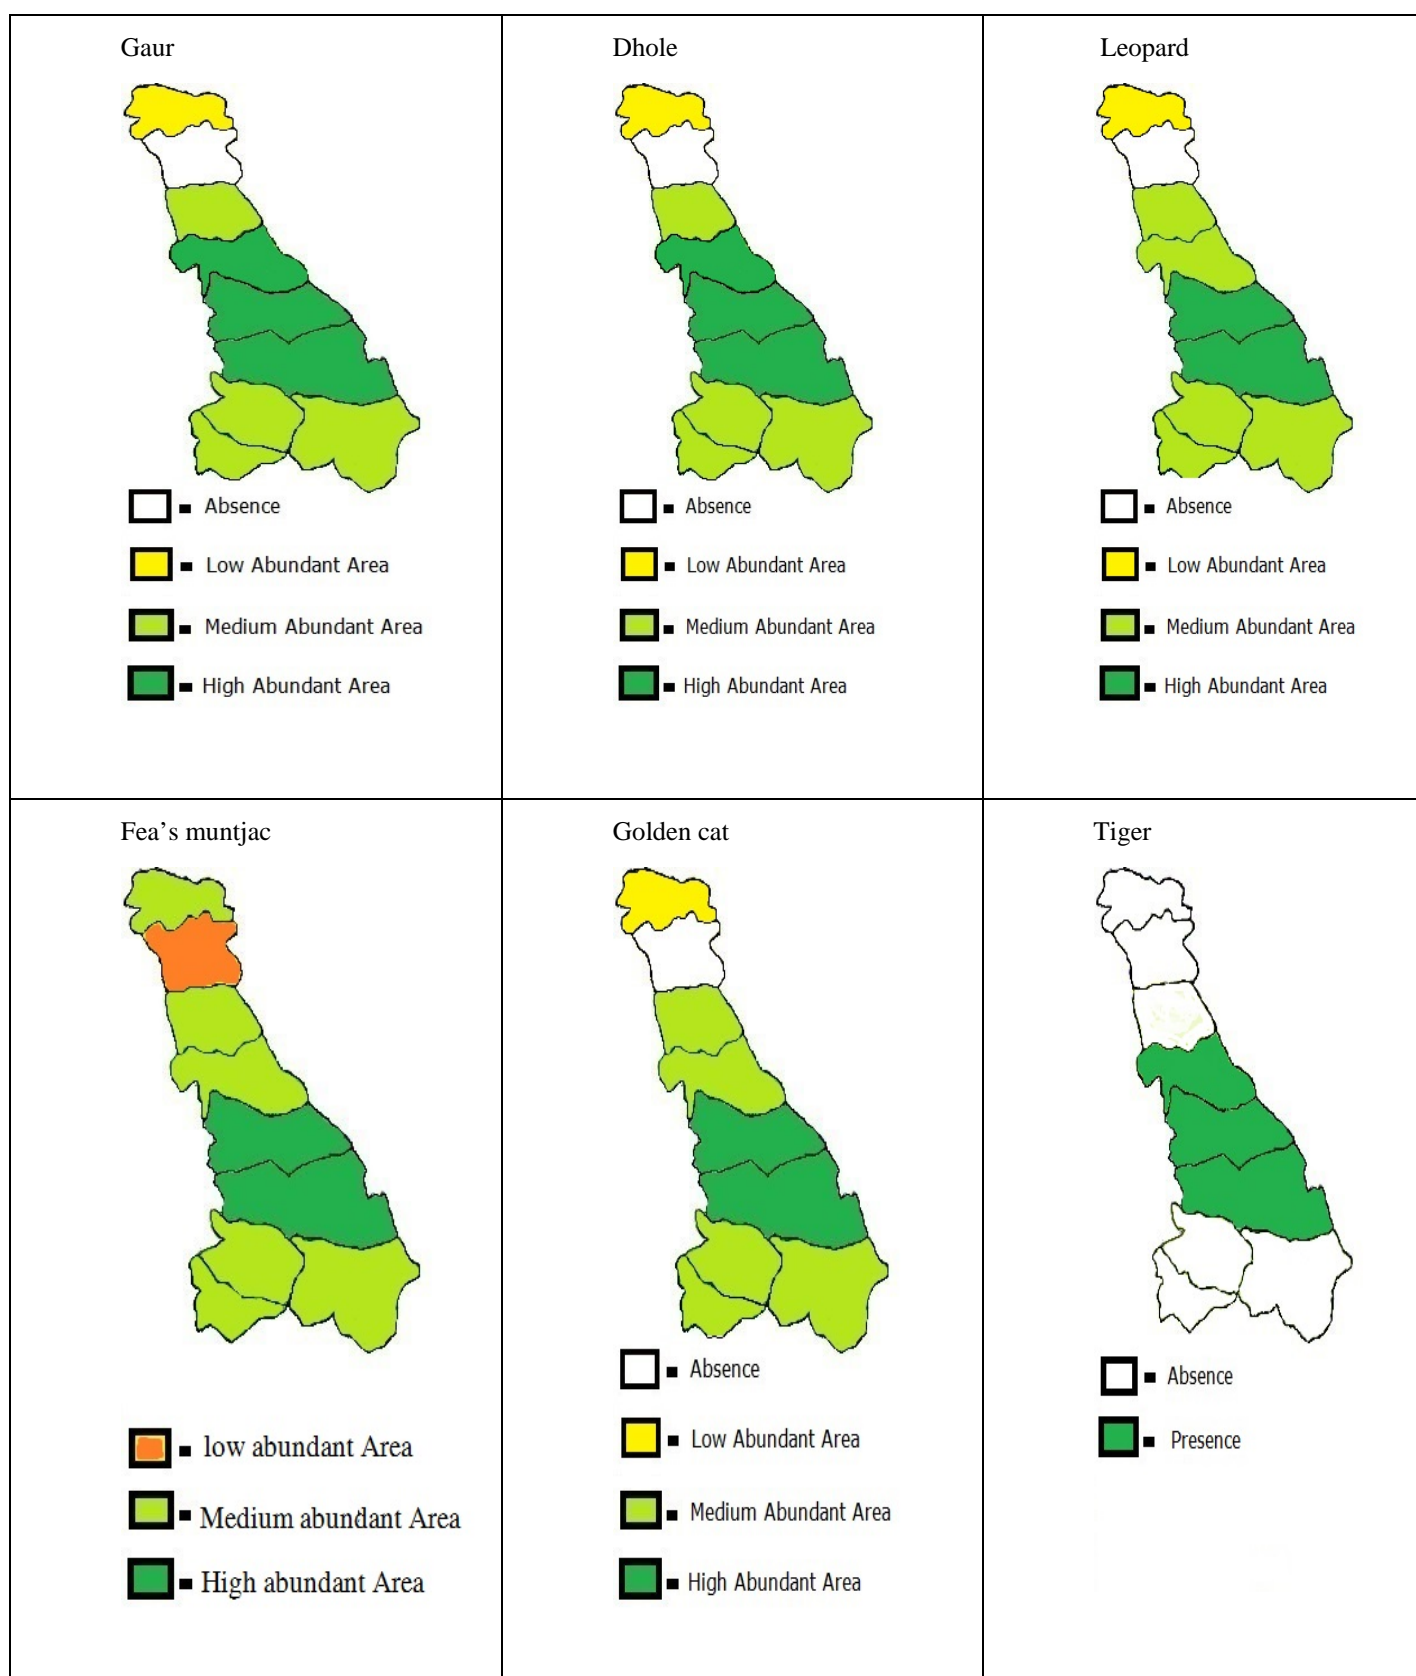 Gaur
Dhole
Leopard
Absence
Low Abundant Area
Medium Abundant Area
High Abundant Area
Absence
Low Abundant Area
Medium Abundant Area
High Abundant Area
Absence
Low Abundant Area
Medium Abundant Area
High Abundant Area
Fea’s muntjac
Golden cat
Tiger
low abundant Area
Medium abundant Area
High abundant Area
Absence
Low Abundant Area
Medium Abundant Area
High Abundant Area
Absence
Presence